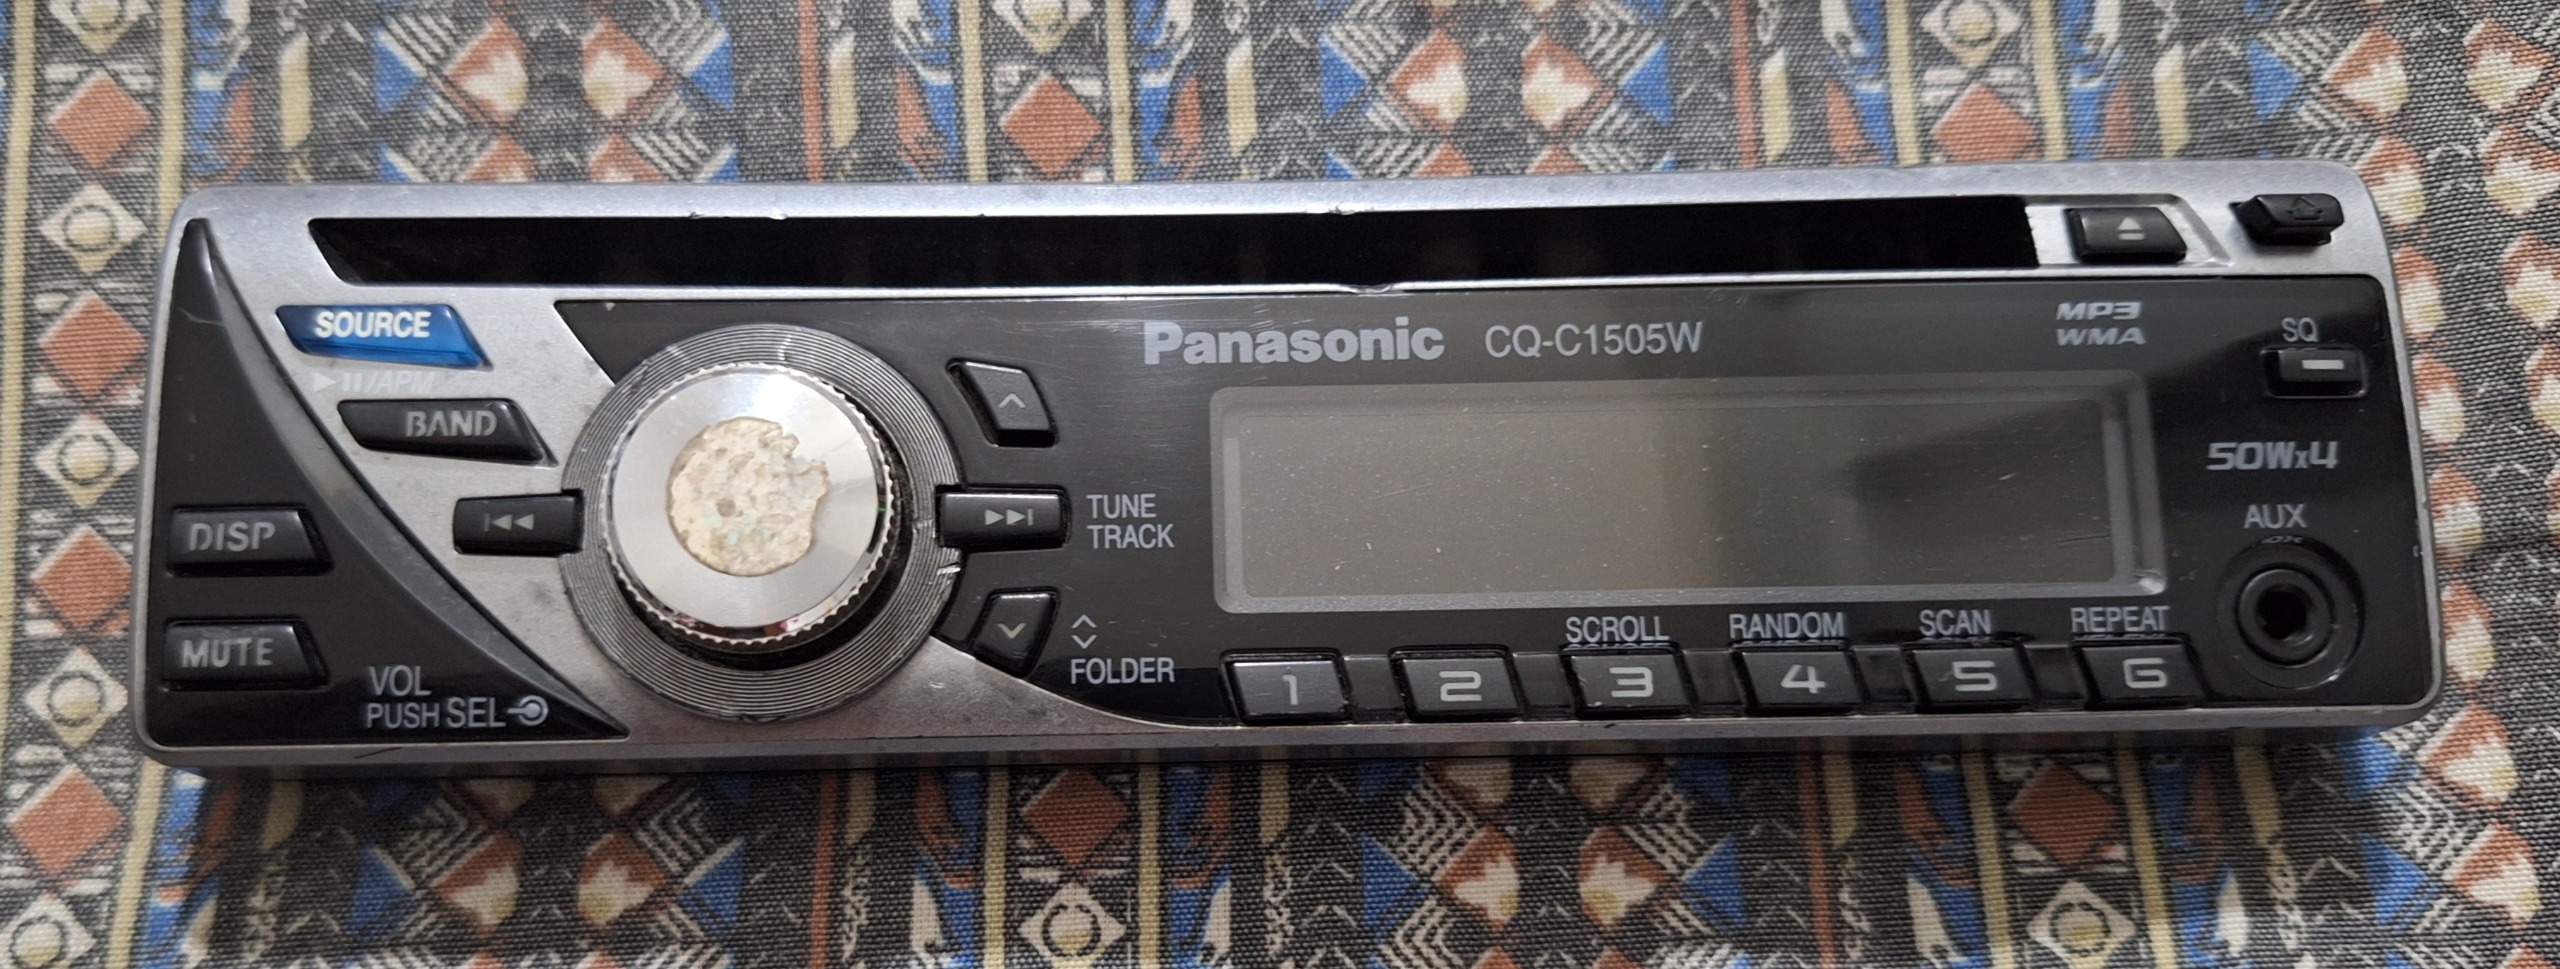 SOURCE
BAND
DISP
MUTE
VOL
PUSH SEL
TUNE
TRACK
FOLDER
Panasonic CQ-C1505W
MP3
WMA
SQ
50Wx4
AUX
SCROLL RANDOM SCAN REPEAT
1 2 3 4 5 6